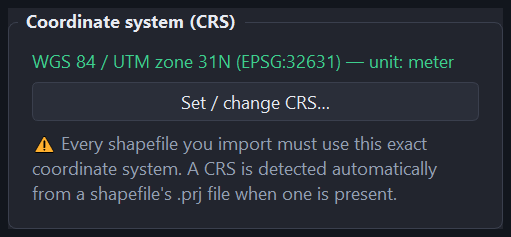 Coordinate system (CRS)
WGS 84 / UTM zone 31N (EPSG:32631) — unit: meter
Set / change CRS...
⚠️ Every shapefile you import must use this exact
coordinate system. A CRS is detected automatically
from a shapefile's .prj file when one is present.